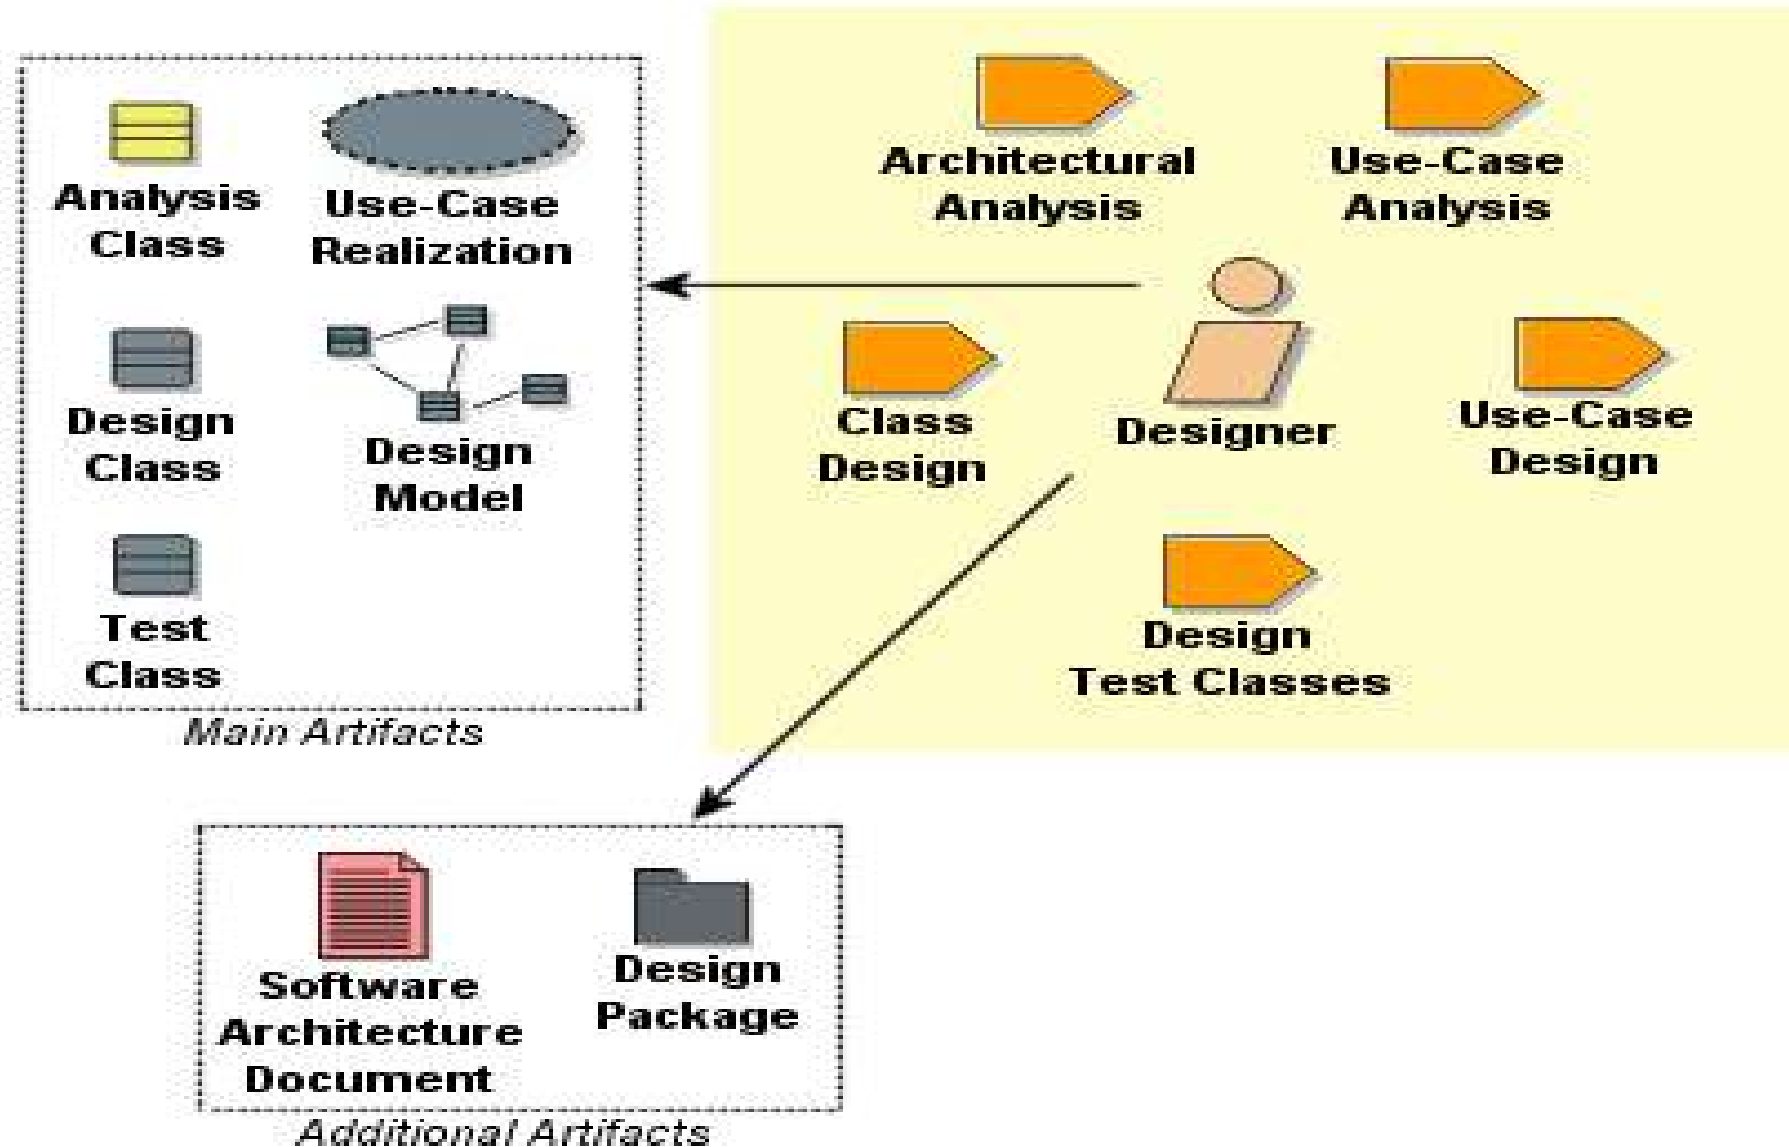 Analysis
Class
Use-Case
Realization
Design
Class
Design
Model
Test
Class
Main Artifacts
Architectural
Analysis
Use-Case
Analysis
Class
Design
Designer
Use-Case
Design
Design
Test Classes
Software
Architecture
Document
Design
Package
Additional Artifacts